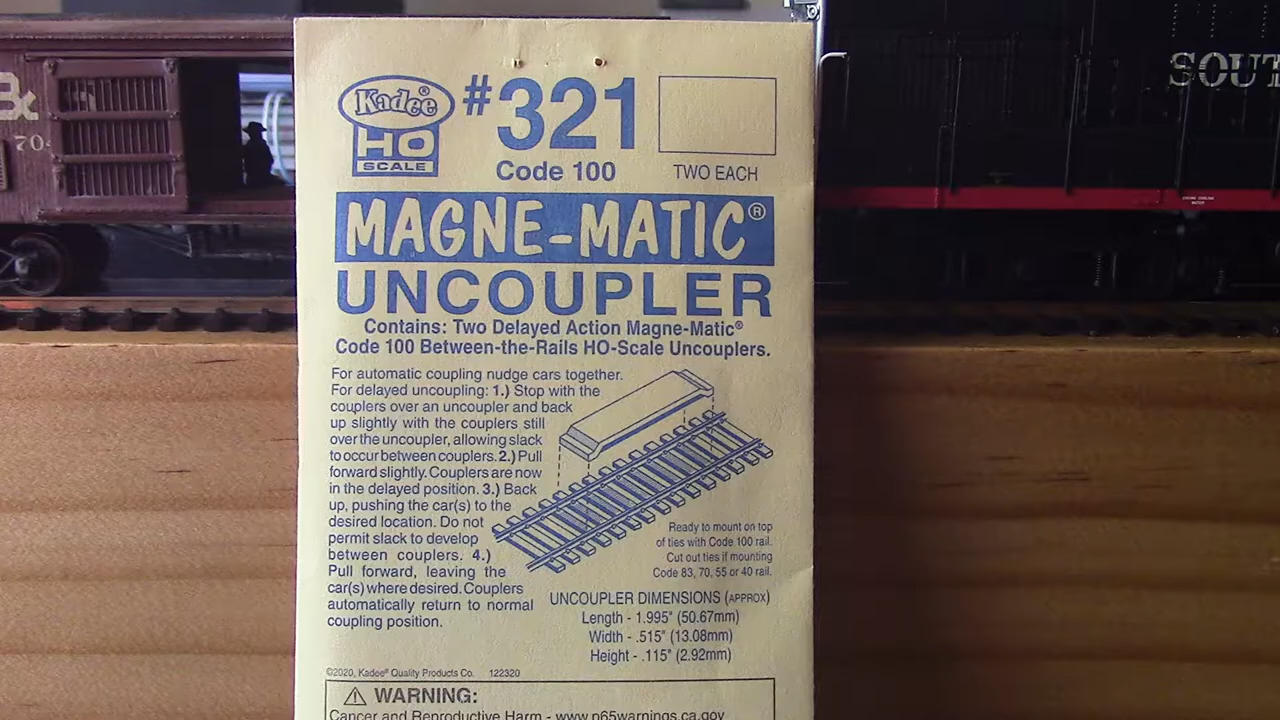 Kadee®
HO
SCALE
#321
Code 100
TWO EACH
MAGNE-MATIC®
UNCOUPLER
Contains: Two Delayed Action Magne-Matic®
Code 100 Between-the-Rails HO-Scale Uncouplers.
For automatic coupling nudge cars together.
For delayed uncoupling: 1.) Stop with the
couplers over an uncoupler and back
up slightly with the couplers still
over the uncoupler, allowing slack
to occur between couplers. 2.) Pull
forward slightly. Couplers are now
in the delayed position. 3.) Back
up, pushing the car(s) to the
desired location. Do not
permit slack to develop
between couplers. 4.)
Pull forward, leaving the
car(s) where desired. Couplers
automatically return to normal
coupling position.
Ready to mount on top
of ties with Code 100 rail.
Cut out ties if mounting
Code 83, 70, 55 or 40 rail.
UNCOUPLER DIMENSIONS (APPROX)
Length - 1.995" (50.67mm)
Width - .515" (13.08mm)
Height - .115" (2.92mm)
©2020, Kadee® Quality Products Co. 122320
⚠ WARNING:
Cancer and Reproductive Harm - www.p65warnings.ca.gov
70
SOUT